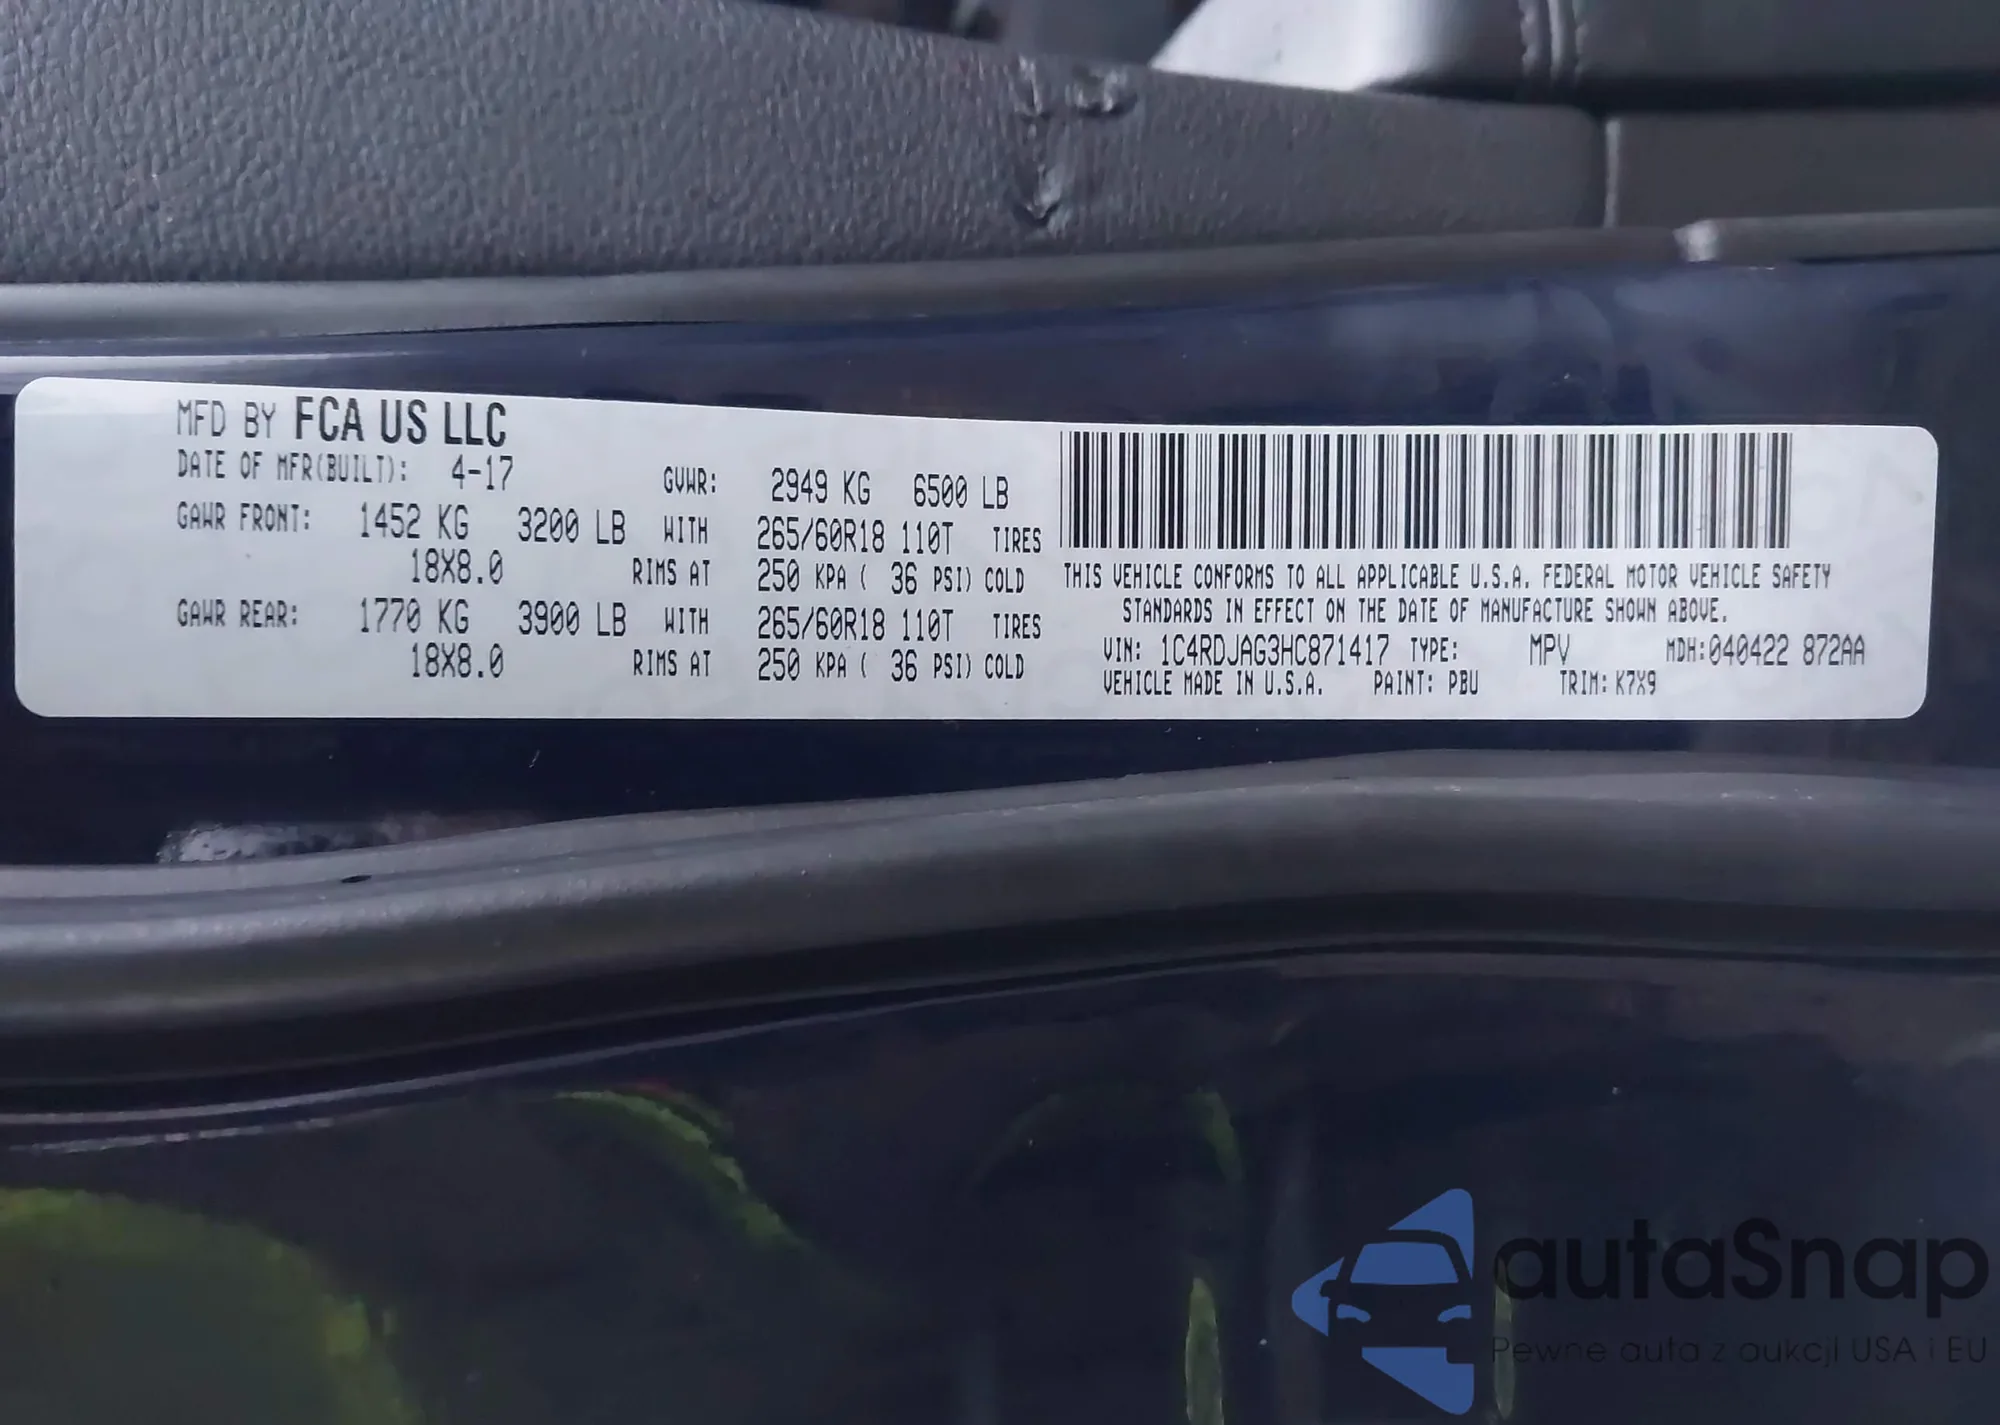 MFD BY FCA US LLC
DATE OF MFR(BUILT): 4-17 GVWR: 2949 KG 6500 LB
GAWR FRONT: 1452 KG 3200 LB WITH 265/60R18 110T TIRES
18X8.0 RIMS AT 250 KPA ( 36 PSI) COLD
GAWR REAR: 1770 KG 3900 LB WITH 265/60R18 110T TIRES
18X8.0 RIMS AT 250 KPA ( 36 PSI) COLD
THIS VEHICLE CONFORMS TO ALL APPLICABLE U.S.A. FEDERAL MOTOR VEHICLE SAFETY
STANDARDS IN EFFECT ON THE DATE OF MANUFACTURE SHOWN ABOVE.
VIN: 1C4RDJAG3HC871417 TYPE: MPV MDH:040422 872AA
VEHICLE MADE IN U.S.A. PAINT: PBU TRIM: K7X9
autaSnap
Pewne auta z aukcji USA i EU